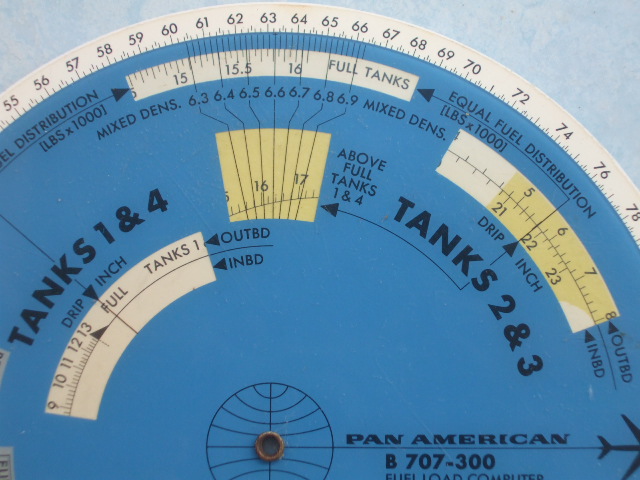 55 56 57 58 59 60 61 62 63 64 65 66 67 68 69 70 72 74 76 78
15 15.5 16 FULL TANKS
EL FUEL DISTRIBUTION
[LBS x 1000]
MIXED DENS. 6.3 6.4 6.5 6.6 6.7 6.8 6.9 MIXED DENS.
EQUAL FUEL DISTRIBUTION
[LBS x 1000]
16 17
ABOVE
FULL
TANKS
1 & 4
5 6 7 8
21 22 23
DRIP INCH
OUTBD
INBD
TANKS 1 & 4
TANKS 2 & 3
OUTBD
INBD
DRIP INCH
FULL TANKS 1
9 10 11 12 13
PAN AMERICAN
B 707-300
FUEL LOAD COMPUTER